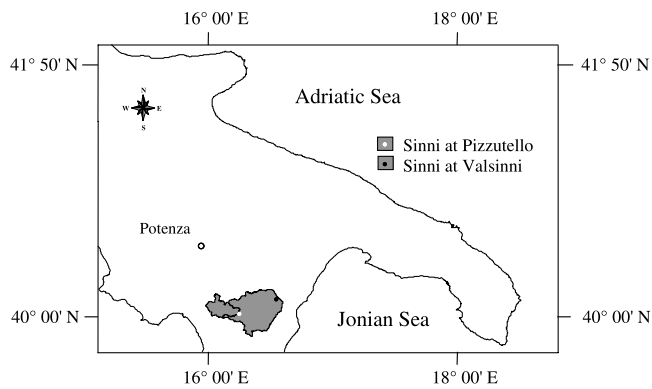 16° 00' E 18° 00' E
41° 50' N 41° 50' N
N
W E
S
Adriatic Sea
Sinni at Pizzutello
Sinni at Valsinni
Potenza
40° 00' N 40° 00' N
Jonian Sea
16° 00' E 18° 00' E